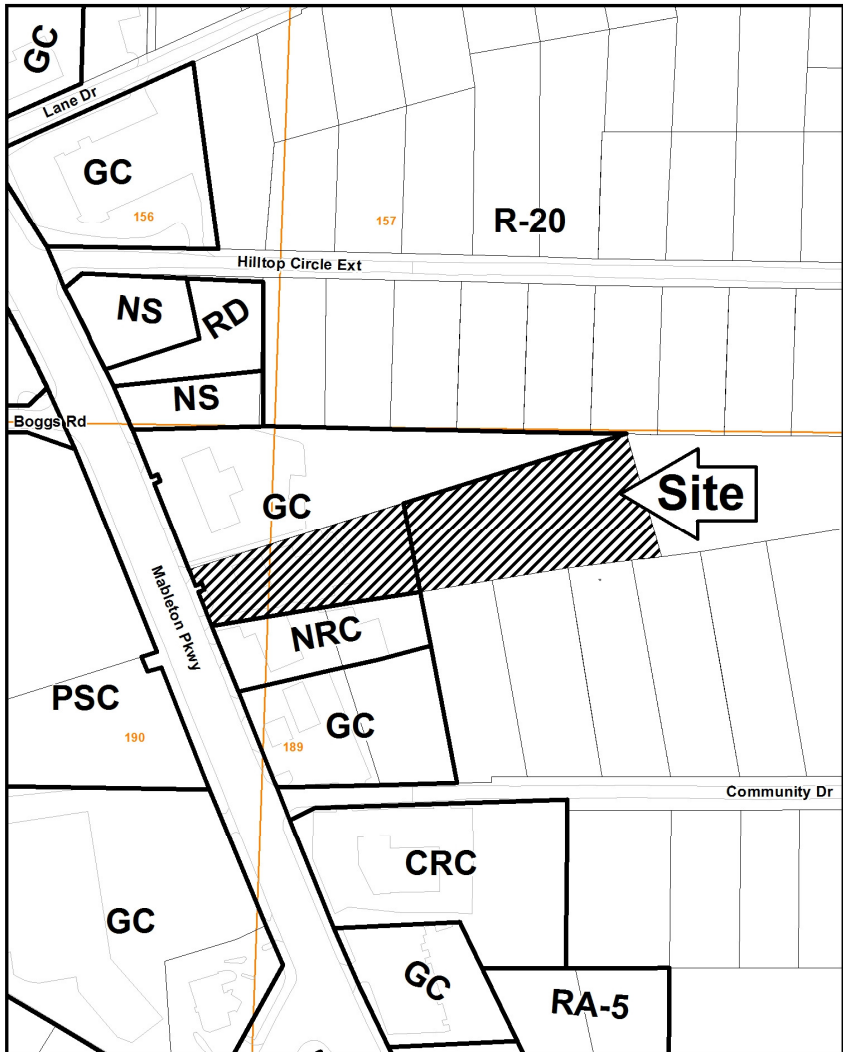 GC
Lane Dr
GC
156
157
R-20
Hilltop Circle Ext
NS
RD
NS
Boggs Rd
GC
Site
Mableton Pkwy
NRC
PSC
190
189
GC
Community Dr
CRC
GC
GC
RA-5